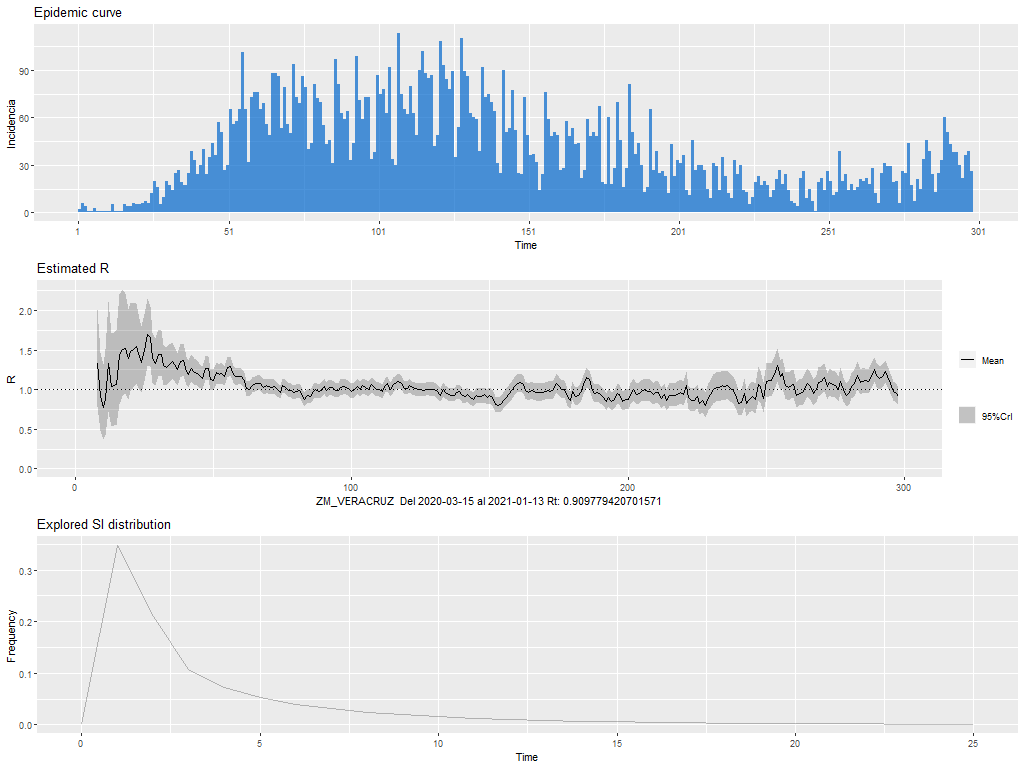 Epidemic curve
Incidencia
90
60
30
0
1 51 101 151 201 251 301
Time
Estimated R
R
2.0
1.5
1.0
0.5
0.0
0 100 200 300
ZM_VERACRUZ Del 2020-03-15 al 2021-01-13 Rt: 0.909779420701571
Mean
95%CrI
Explored SI distribution
Frequency
0.3
0.2
0.1
0.0
0 5 10 15 20 25
Time